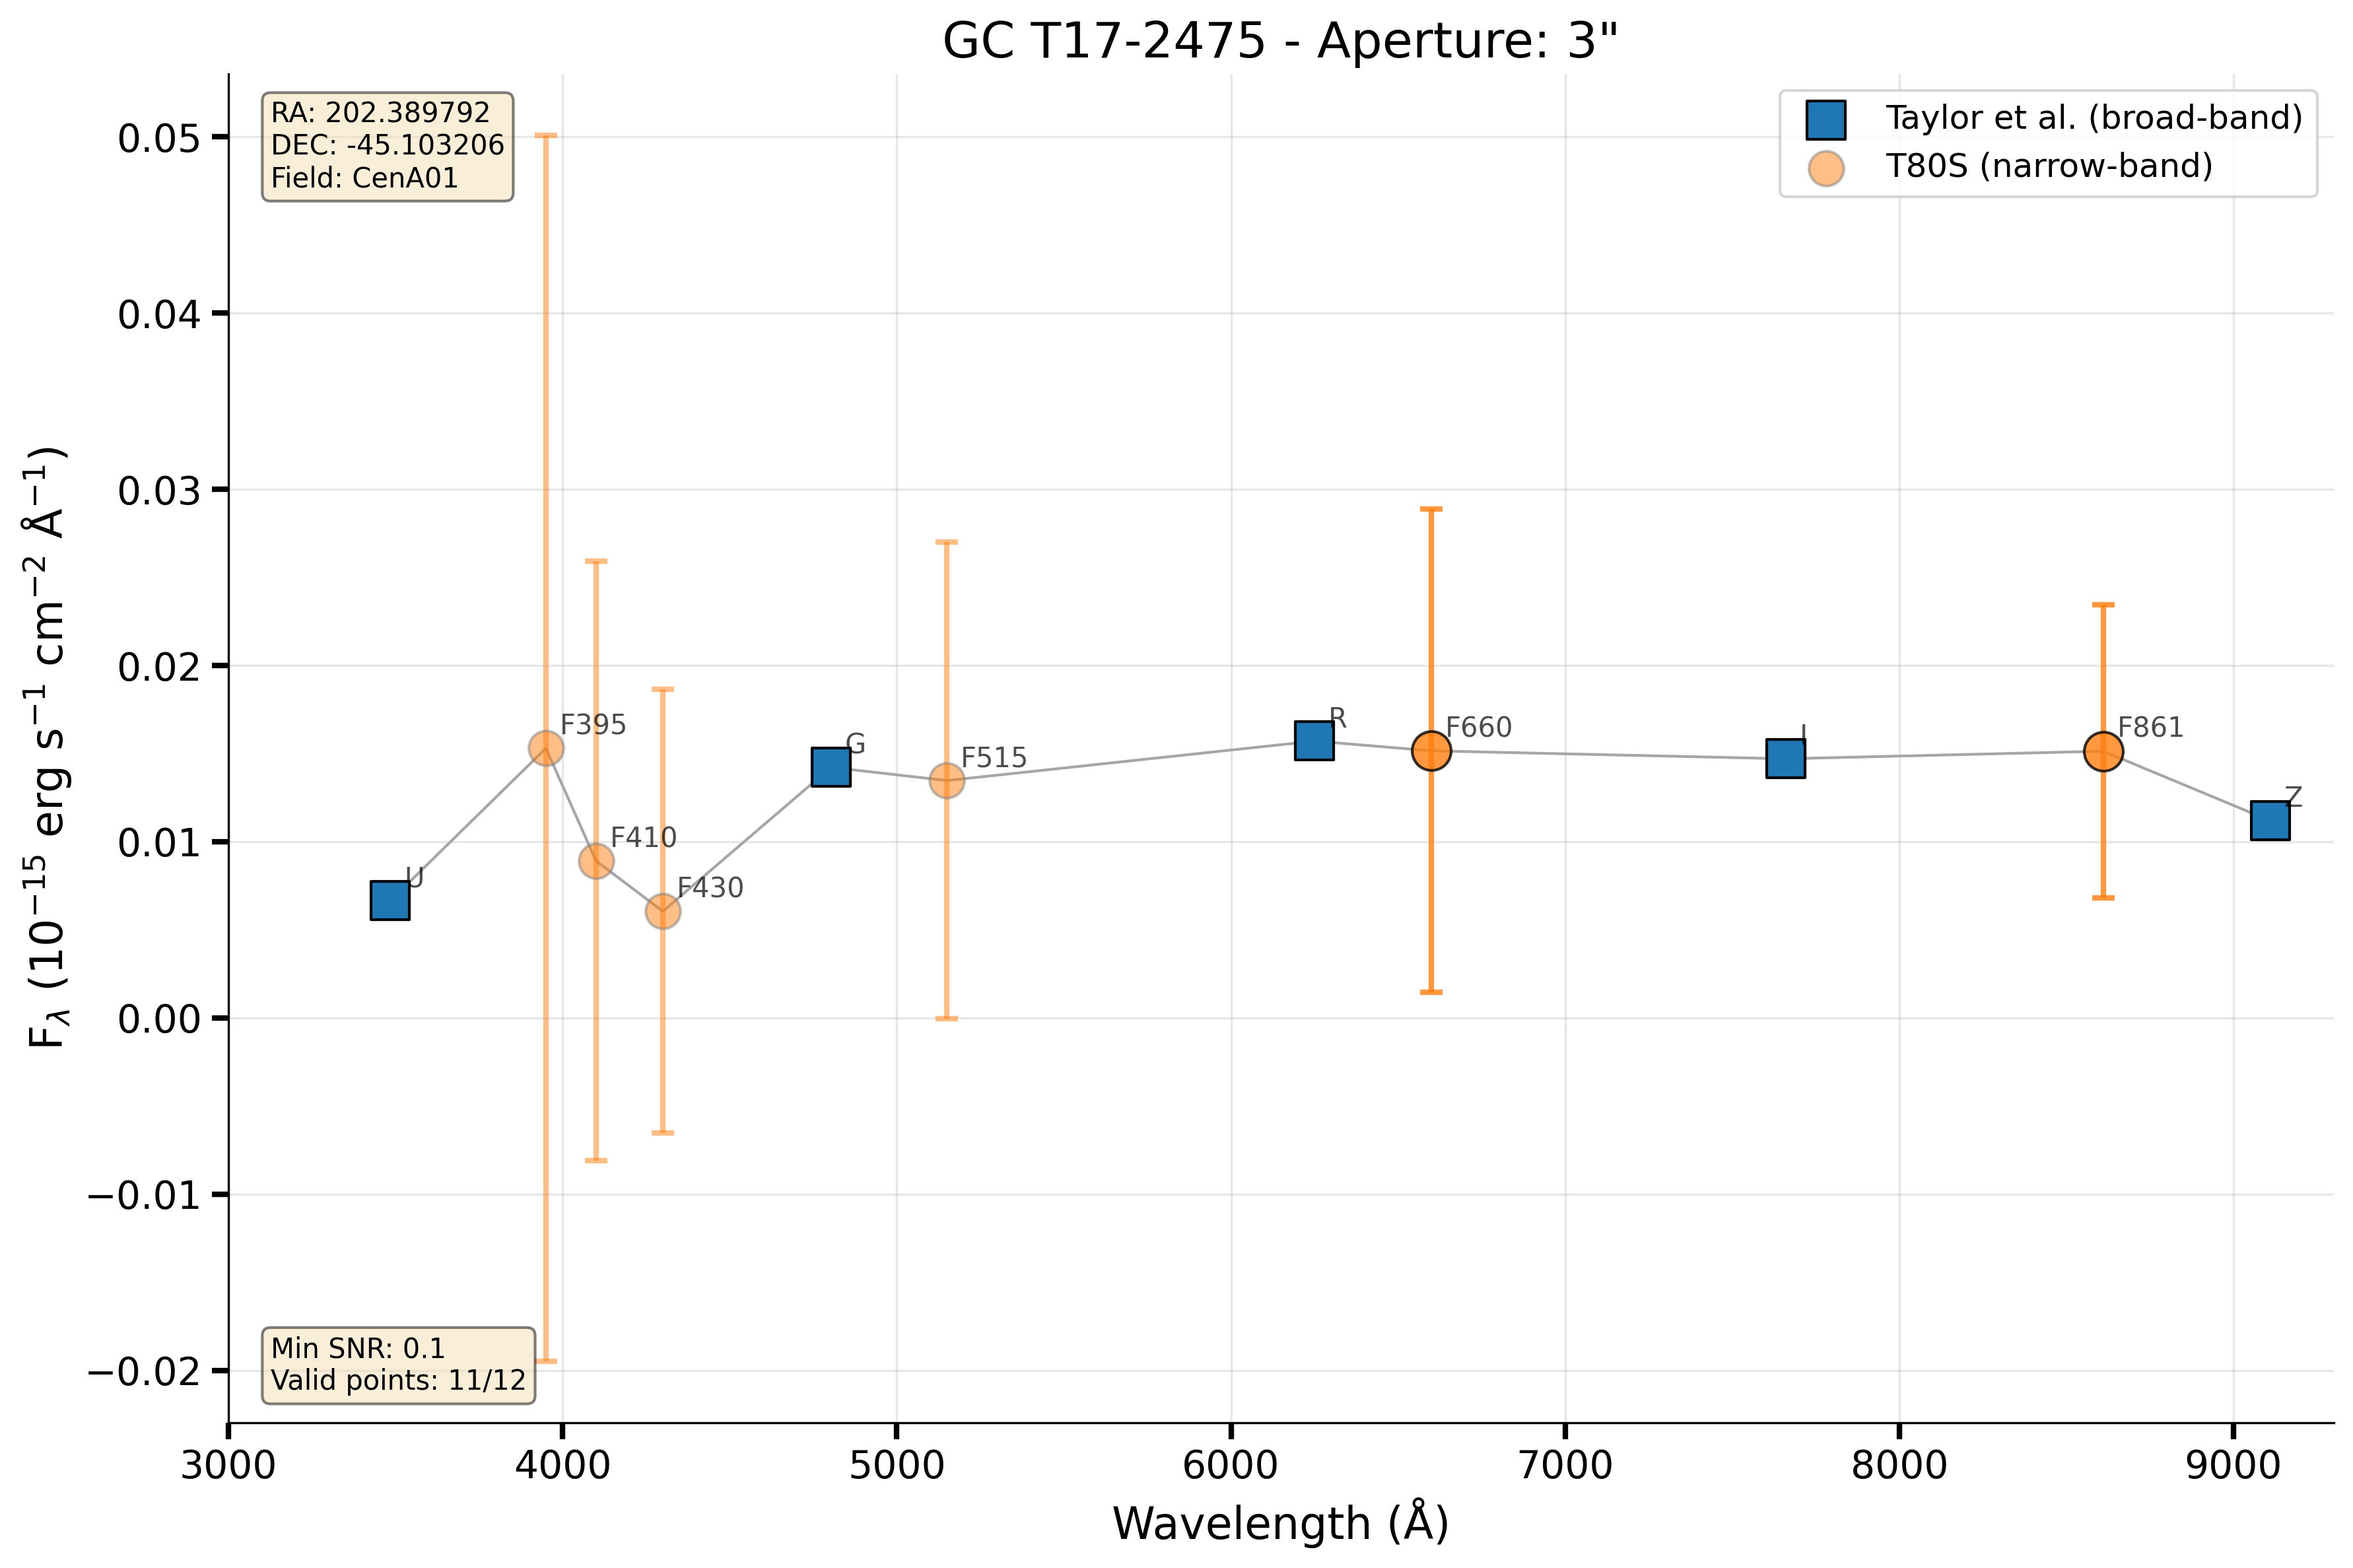 GC T17-2475 - Aperture: 3"
RA: 202.389792
DEC: -45.103206
Field: CenA01
Taylor et al. (broad-band)
T80S (narrow-band)
0.05
0.04
0.03
0.02
0.01
0.00
−0.01
−0.02
F$_{λ}$ (10$^{−15}$ erg s$^{−1}$ cm$^{−2}$ Å$^{−1}$)
U
F395
F410
F430
G
F515
R
F660
I
F861
Z
Min SNR: 0.1
Valid points: 11/12
3000 4000 5000 6000 7000 8000 9000
Wavelength (Å)